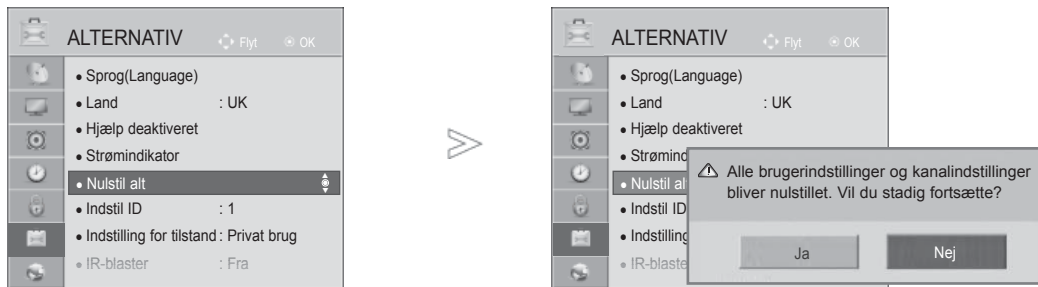 ALTERNATIV Flyt OK
• Sprog(Language)
• Land : UK
• Hjælp deaktiveret
• Strømindikator
• Nulstil alt
• Indstil ID : 1
• Indstilling for tilstand : Privat brug
• IR-blaster : Fra
ALTERNATIV Flyt OK
• Sprog(Language)
• Land : UK
• Hjælp deaktiveret
• Strømind
• Nulstil al
• Indstil ID
• Indstilling
• IR-blaste
Alle brugerindstillinger og kanalindstillinger
bliver nulstillet. Vil du stadig fortsætte?
Ja Nej